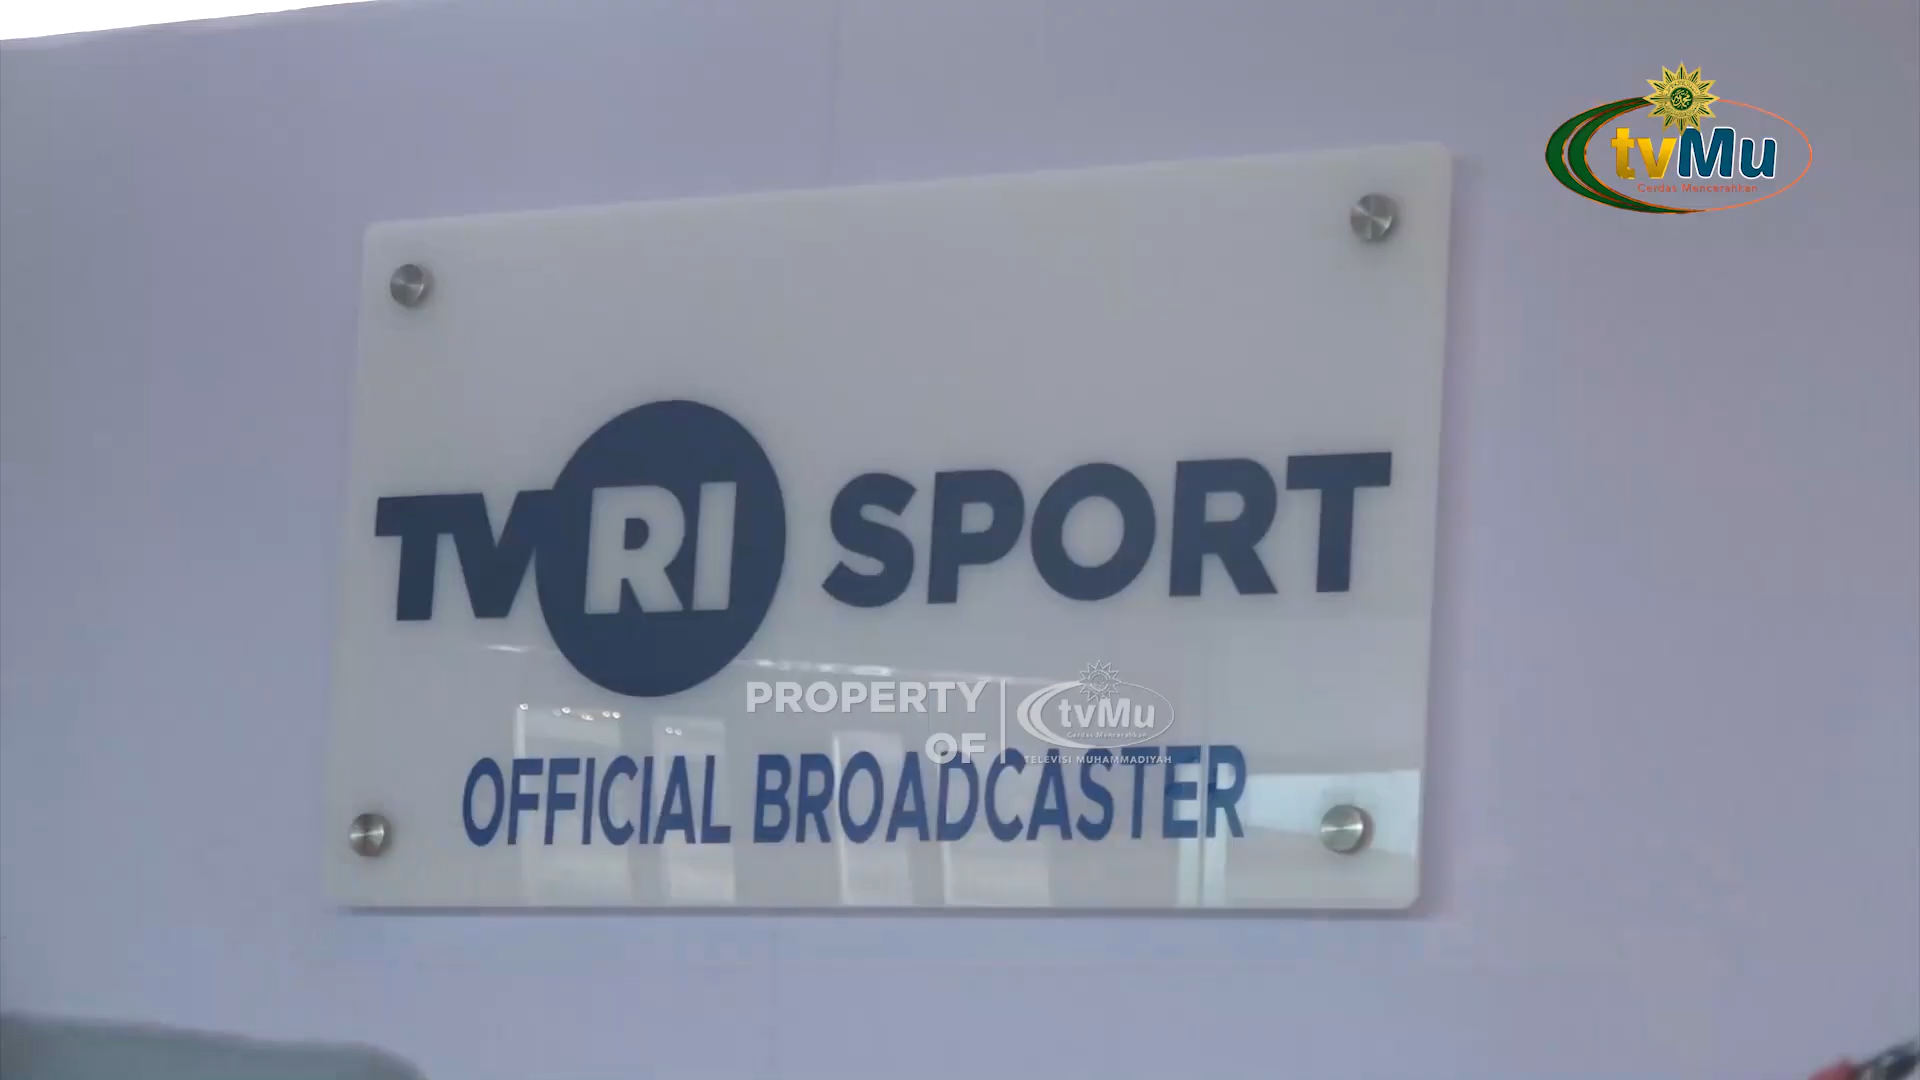 tvMu
Cerdas Mencerahkan
TVRI SPORT
PROPERTY
OF
tvMu
Cerdas Mencerahkan
TELEVISI MUHAMMADIYAH
OFFICIAL BROADCASTER